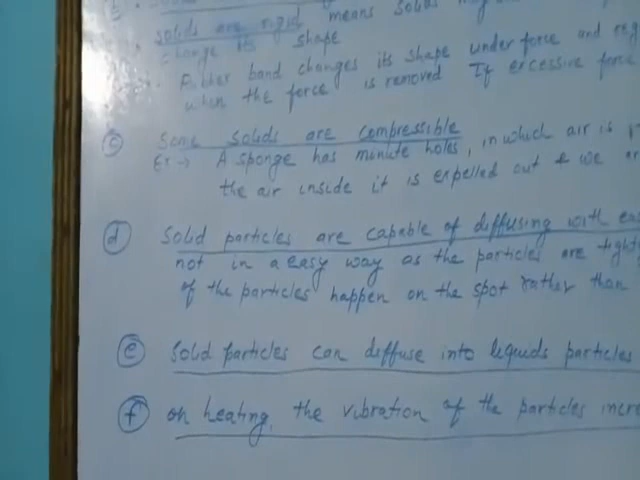 solids are rigid means solids
change its shape
Rubber band changes its shape under force and
when the force is removed If excessive force
(c) Some solids are compressible
Ex → A sponge has minute holes, in which air is
the air inside it is expelled out & we
(d) Solid particles are capable of diffusing with
not in a easy way as the particles are
of the particles happen on the spot rather than
(e) Solid particles can diffuse into liquids particles
(f) on heating, the vibration of the particles